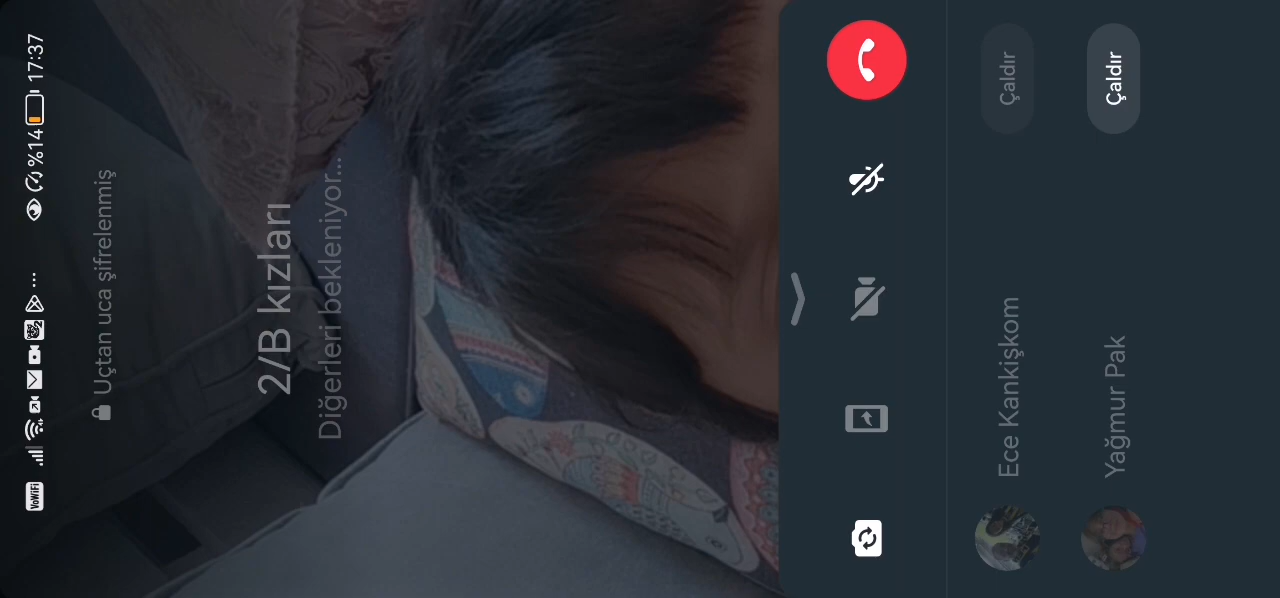 VoWiFi %14 17:37
Uçtan uca şifrelenmiş
2/B kızları
Diğerleri bekleniyor...
Ece Kankişkom
Çaldır
Yağmur Pak
Çaldır